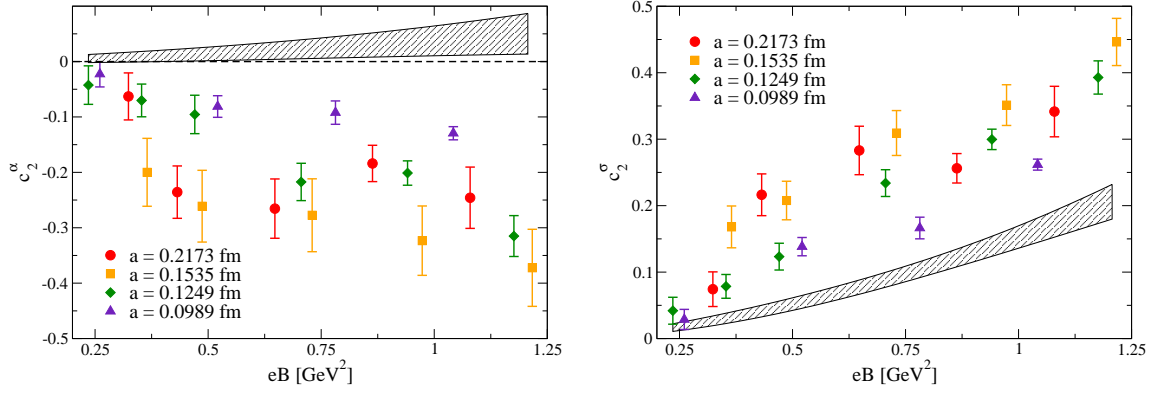 0
-0.1
-0.2
-0.3
-0.4
-0.5
c₂^α
0.25
0.5
0.75
1
1.25
eB [GeV²]
a = 0.2173 fm
a = 0.1535 fm
a = 0.1249 fm
a = 0.0989 fm
0.5
0.4
0.3
0.2
0.1
0
c₂^σ
0.25
0.5
0.75
1
1.25
eB [GeV²]
a = 0.2173 fm
a = 0.1535 fm
a = 0.1249 fm
a = 0.0989 fm